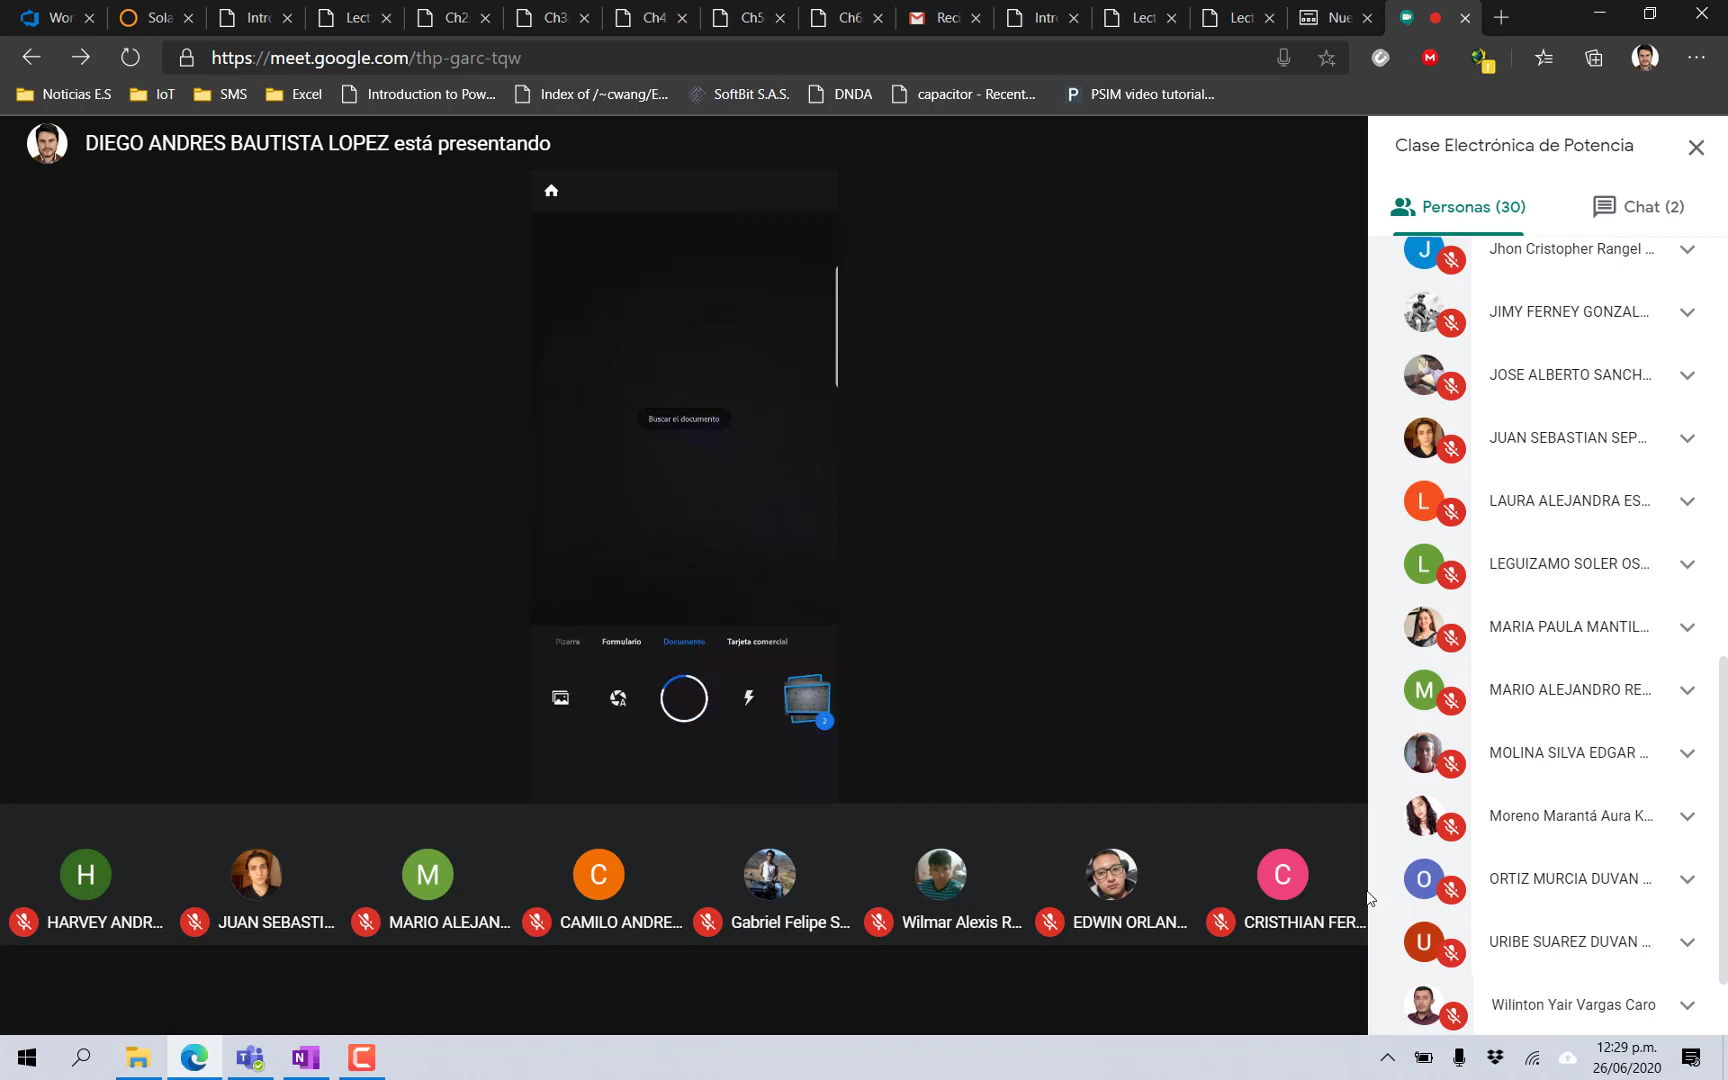 Wor
Sola
Intro
Lect
Ch2
Ch3
Ch4
Ch5
Ch6
Reci
Intro
Lect
Lect
Nue
https://meet.google.com/thp-garc-tqw
Noticias E.S
IoT
SMS
Excel
Introduction to Pow...
Index of /~cwang/E...
SoftBit S.A.S.
DNDA
capacitor - Recent...
PSIM video tutorial...
DIEGO ANDRES BAUTISTA LOPEZ está presentando
Clase Electrónica de Potencia
Personas (30)
Chat (2)
Jhon Cristopher Rangel ...
JIMY FERNEY GONZAL...
JOSE ALBERTO SANCH...
JUAN SEBASTIAN SEP...
LAURA ALEJANDRA ES...
LEGUIZAMO SOLER OS...
MARIA PAULA MANTIL...
MARIO ALEJANDRO RE...
MOLINA SILVA EDGAR ...
Moreno Marantá Aura K...
ORTIZ MURCIA DUVAN ...
URIBE SUAREZ DUVAN ...
Wilinton Yair Vargas Caro
J
L
L
M
O
U
Buscar el documento
Pizarra
Formulario
Documento
Tarjeta comercial
2
H
M
C
C
HARVEY ANDR...
JUAN SEBASTI...
MARIO ALEJAN...
CAMILO ANDRE...
Gabriel Felipe S...
Wilmar Alexis R...
EDWIN ORLAN...
CRISTHIAN FER...
12:29 p.m.
26/06/2020